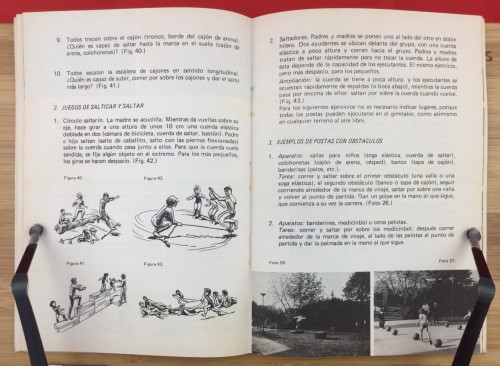 9. Todos trepan sobre el cajón (tronco, borde del cajón de arena).
¿Quién es capaz de saltar hasta la marca en el suelo (cajón de
arena, colchonetas)? (Fig. 40.)
10. Todos escalan la escalera de cajones en sentido longitudinal.
¿Quién es capaz de subir, correr por sobre los cajones y dar el salto
más largo? (Fig. 41.)
2. JUEGOS DE SALTICAR Y SALTAR
1. Círculo saltarín. La madre se acuclilla. Mientras da vueltas sobre su
eje, hace girar a unos 10 cm una cuerda elástica
doblada en dos (cámara de bicicleta, cuerda de saltar, bastón). Padre
e hijo saltan (salto de caballito, salto con las piernas flexionadas)
sobre la cuerda cuando pasa junto a ellos. Para que la cuerda vuele
tendida, se fija algún objeto en el extremo. Para los más pequeños,
los giros se hacen despacio. (Fig. 42.)
Figura 40.
Figura 42.
Figura 41.
Figura 43.
2. Saltadores. Padres y madres se ponen uno al lado del otro en doble
hilera. Dos ayudantes se ubican delante del grupo, con una cuerda
elástica a poca altura y corren hacia el grupo. Padres y madres
tratan de saltar rápidamente para no tocar la cuerda. La altura de
ésta depende de la capacidad de los ejecutantes. El mismo ejercicio,
pero más despacio, para los pequeños.
Ampliación: la cuerda se tiene a poca altura, y los ejecutantes se
acuestan rápidamente de espaldas (o boca abajo), mientras la cuerda
pasa por encima de ellos: saltar por sobre la cuerda cuando vuelve.
(Fig. 43.)
Para los siguientes ejercicios no es necesario indicar lugares, porque
todas las postas pueden ejecutarse en el gimnasio, como asimismo
en cualquier terreno al aire libre.
3. EJEMPLOS DE POSTAS CON OBSTACULOS
1. Aparatos: vallas para niños (soga elástica, cuerda de saltar),
colchonetas (cajón de arena, césped), banco (tapa de cajón),
banderitas (palos, etc.).
Tarea: correr y saltar sobre el primer obstáculo (una valla o una
soga elástica), el segundo obstáculo (banco o tapa de cajón), seguir
corriendo alrededor de la marca de viraje, saltar por sobre una valla
y volver al punto de partida. Dan un golpe en la mano al que sigue,
que comienza a su vez la carrera. (Foto 26.)
2. Aparatos: banderines, medicinbol u otras pelotas.
Tarea: correr y saltar por sobre los medicinbol; después correr
alrededor de la marca de viraje, al lado de las pelotas al punto de
partida y dar la palmada en la mano al que sigue.
Foto 26.
Foto 27.